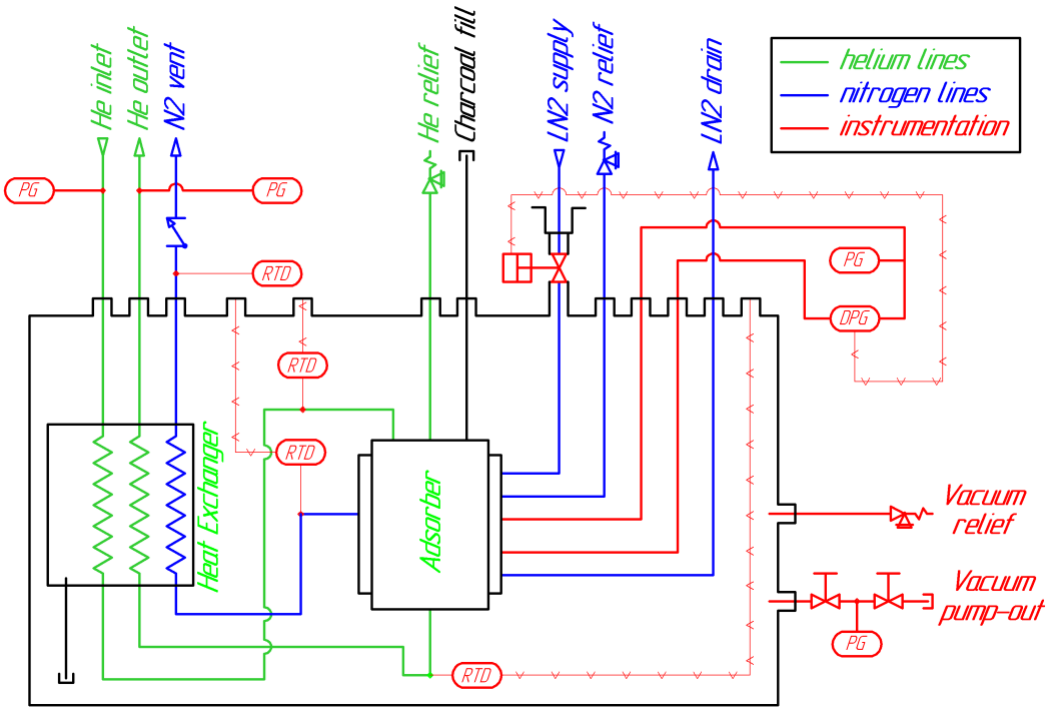 He inlet
He outlet
N2 vent
He relief
Charcoal fill
LN2 supply
N2 relief
LN2 drain
helium lines
nitrogen lines
instrumentation
PG
PG
RTD
PG
DPG
RTD
RTD
Heat Exchanger
Adsorber
Vacuum
relief
Vacuum
pump-out
PG
RTD